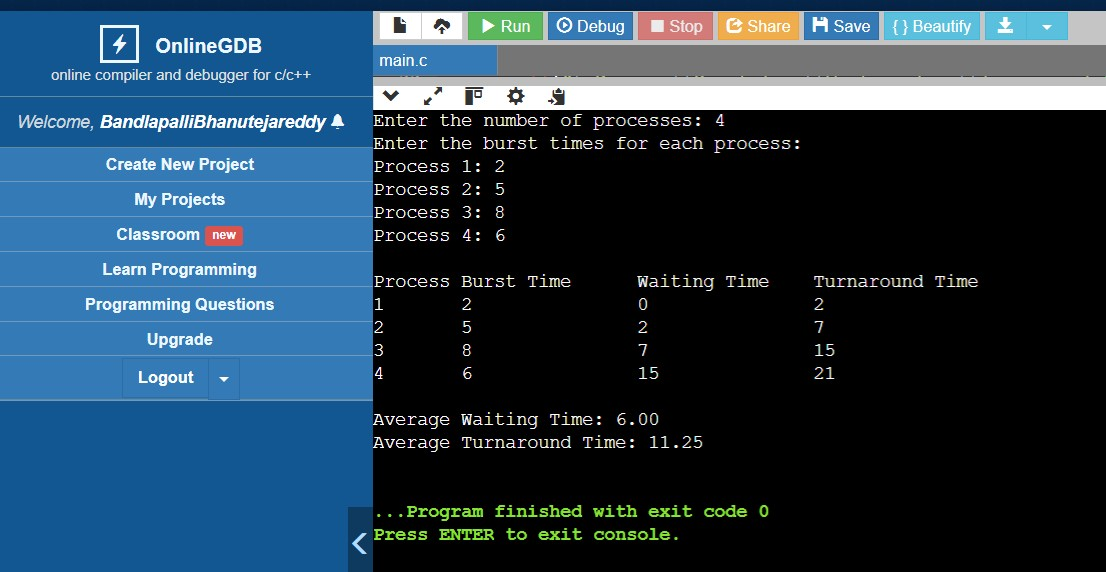 OnlineGDB
online compiler and debugger for c/c++
Welcome, BandlapalliBhanutejareddy
Create New Project
My Projects
Classroom new
Learn Programming
Programming Questions
Upgrade
Logout
Run Debug Stop Share Save { } Beautify
main.c
Enter the number of processes: 4
Enter the burst times for each process:
Process 1: 2
Process 2: 5
Process 3: 8
Process 4: 6
Process Burst Time Waiting Time Turnaround Time
1 2 0 2
2 5 2 7
3 8 7 15
4 6 15 21
Average Waiting Time: 6.00
Average Turnaround Time: 11.25
...Program finished with exit code 0
Press ENTER to exit console.